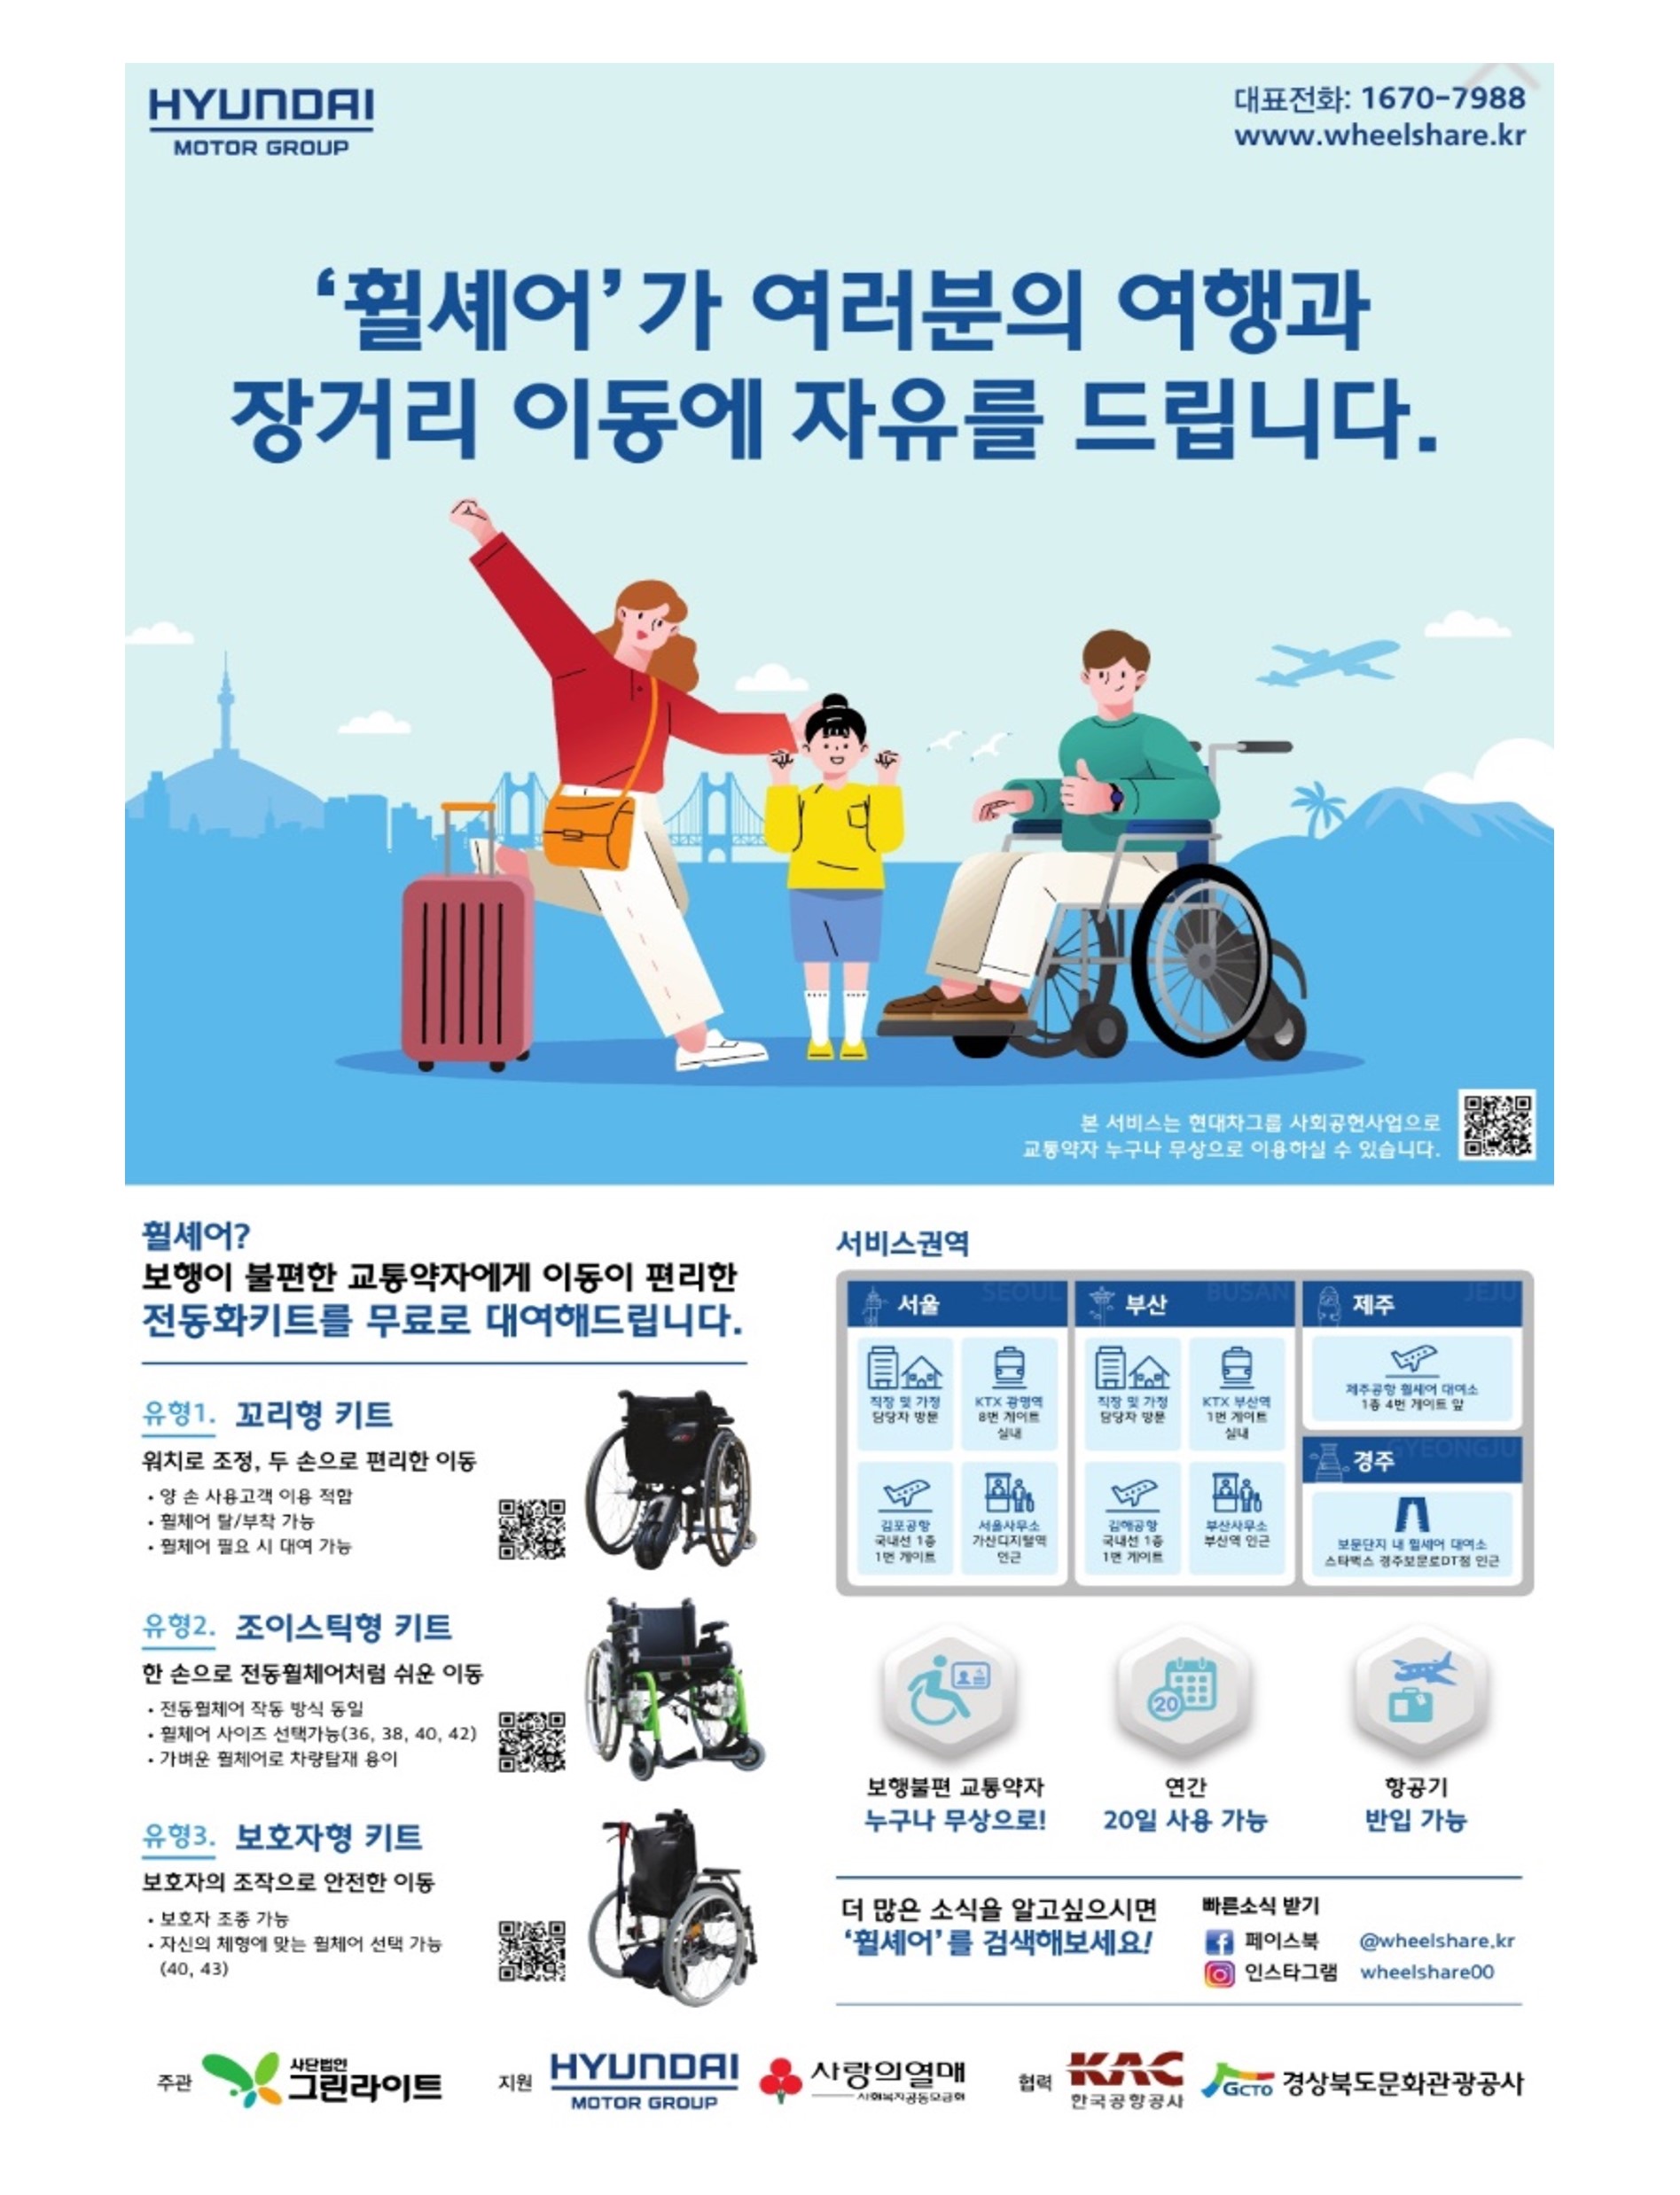 HYUNDAI
MOTOR GROUP
대표전화: 1670-7988
www.wheelshare.kr
‘휠셰어’가 여러분의 여행과
장거리 이동에 자유를 드립니다.
본 서비스는 현대차그룹 사회공헌사업으로
교통약자 누구나 무상으로 이용하실 수 있습니다.
휠셰어?
보행이 불편한 교통약자에게 이동이 편리한
전동화키트를 무료로 대여해드립니다.
유형1. 꼬리형 키트
워치로 조정, 두 손으로 편리한 이동
• 양 손 사용고객 이용 적합
• 휠체어 탈/부착 가능
• 휠체어 필요 시 대여 가능
유형2. 조이스틱형 키트
한 손으로 전동휠체어처럼 쉬운 이동
• 전동휠체어 작동 방식 동일
• 휠체어 사이즈 선택가능(36, 38, 40, 42)
• 가벼운 휠체어로 차량탑재 용이
유형3. 보호자형 키트
보호자의 조작으로 안전한 이동
• 보호자 조종 가능
• 자신의 체형에 맞는 휠체어 선택 가능
(40, 43)
서비스권역
서울 SEOUL
직장 및 가정
담당자 방문
KTX 광명역
8번 게이트
실내
김포공항
국내선 1층
1번 게이트
서울사무소
가산디지털역
인근
부산 BUSAN
직장 및 가정
담당자 방문
KTX 부산역
1번 게이트
실내
김해공항
국내선 1층
1번 게이트
부산사무소
부산역 인근
제주 JEJU
제주공항 휠셰어 대여소
1층 4번 게이트 앞
경주 GYEONGJU
보문단지 내 휠셰어 대여소
스타벅스 경주보문로DT점 인근
보행불편 교통약자
누구나 무상으로!
20
연간
20일 사용 가능
항공기
반입 가능
더 많은 소식을 알고싶으시면
‘휠셰어’를 검색해보세요!
빠른소식 받기
페이스북 @wheelshare.kr
인스타그램 wheelshare00
주관
사단법인
그린라이트
지원
HYUNDAI
MOTOR GROUP
사랑의열매
사회복지공동모금회
협력
KAC
한국공항공사
GCTO 경상북도문화관광공사